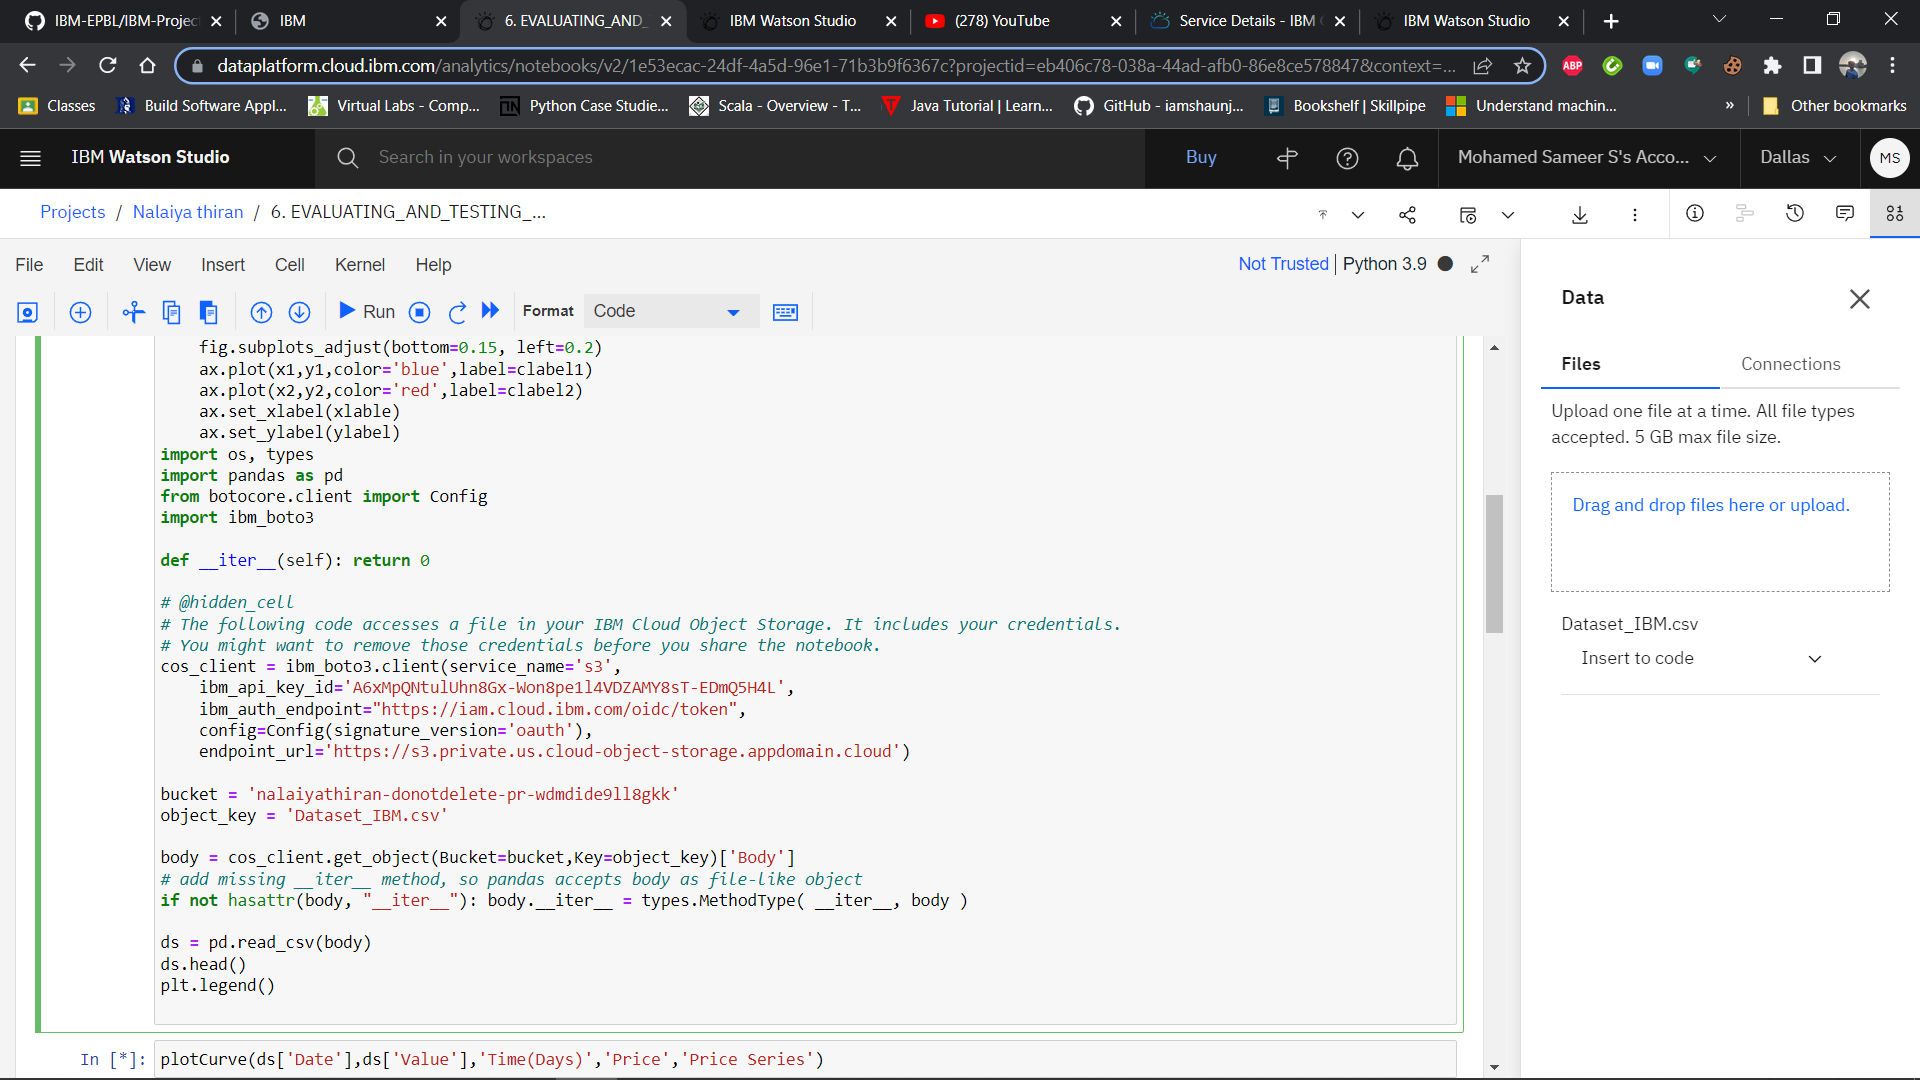 IBM-EPBL/IBM-Projec
IBM
6. EVALUATING_AND_
IBM Watson Studio
(278) YouTube
Service Details - IBM
IBM Watson Studio
dataplatform.cloud.ibm.com/analytics/notebooks/v2/1e53ecac-24df-4a5d-96e1-71b3b9f6367c?projectid=eb406c78-038a-44ad-afb0-86e8ce578847&context=...
ABP
Classes
Build Software Appl...
Virtual Labs - Comp...
Python Case Studie...
Scala - Overview - T...
Java Tutorial | Learn...
GitHub - iamshaunj...
Bookshelf | Skillpipe
Understand machin...
»
Other bookmarks
IBM Watson Studio
Search in your workspaces
Buy
Mohamed Sameer S's Acco...
Dallas
MS
Projects / Nalaiya thiran / 6. EVALUATING_AND_TESTING_...
File Edit View Insert Cell Kernel Help
Not Trusted
Python 3.9
Run
Format
Code
fig.subplots_adjust(bottom=0.15, left=0.2)
ax.plot(x1,y1,color='blue',label=clabel1)
ax.plot(x2,y2,color='red',label=clabel2)
ax.set_xlabel(xlable)
ax.set_ylabel(ylabel)
import os, types
import pandas as pd
from botocore.client import Config
import ibm_boto3
def __iter__(self): return 0
# @hidden_cell
# The following code accesses a file in your IBM Cloud Object Storage. It includes your credentials.
# You might want to remove those credentials before you share the notebook.
cos_client = ibm_boto3.client(service_name='s3',
ibm_api_key_id='A6xMpQNtulUhn8Gx-Won8pe1l4VDZAMY8sT-EDmQ5H4L',
ibm_auth_endpoint="https://iam.cloud.ibm.com/oidc/token",
config=Config(signature_version='oauth'),
endpoint_url='https://s3.private.us.cloud-object-storage.appdomain.cloud')
bucket = 'nalaiyathiran-donotdelete-pr-wdmdide9ll8gkk'
object_key = 'Dataset_IBM.csv'
body = cos_client.get_object(Bucket=bucket,Key=object_key)['Body']
# add missing __iter__ method, so pandas accepts body as file-like object
if not hasattr(body, "__iter__"): body.__iter__ = types.MethodType( __iter__, body )
ds = pd.read_csv(body)
ds.head()
plt.legend()
In [*]: plotCurve(ds['Date'],ds['Value'],'Time(Days)','Price','Price Series')
Data
Files
Connections
Upload one file at a time. All file types
accepted. 5 GB max file size.
Drag and drop files here or upload.
Dataset_IBM.csv
Insert to code